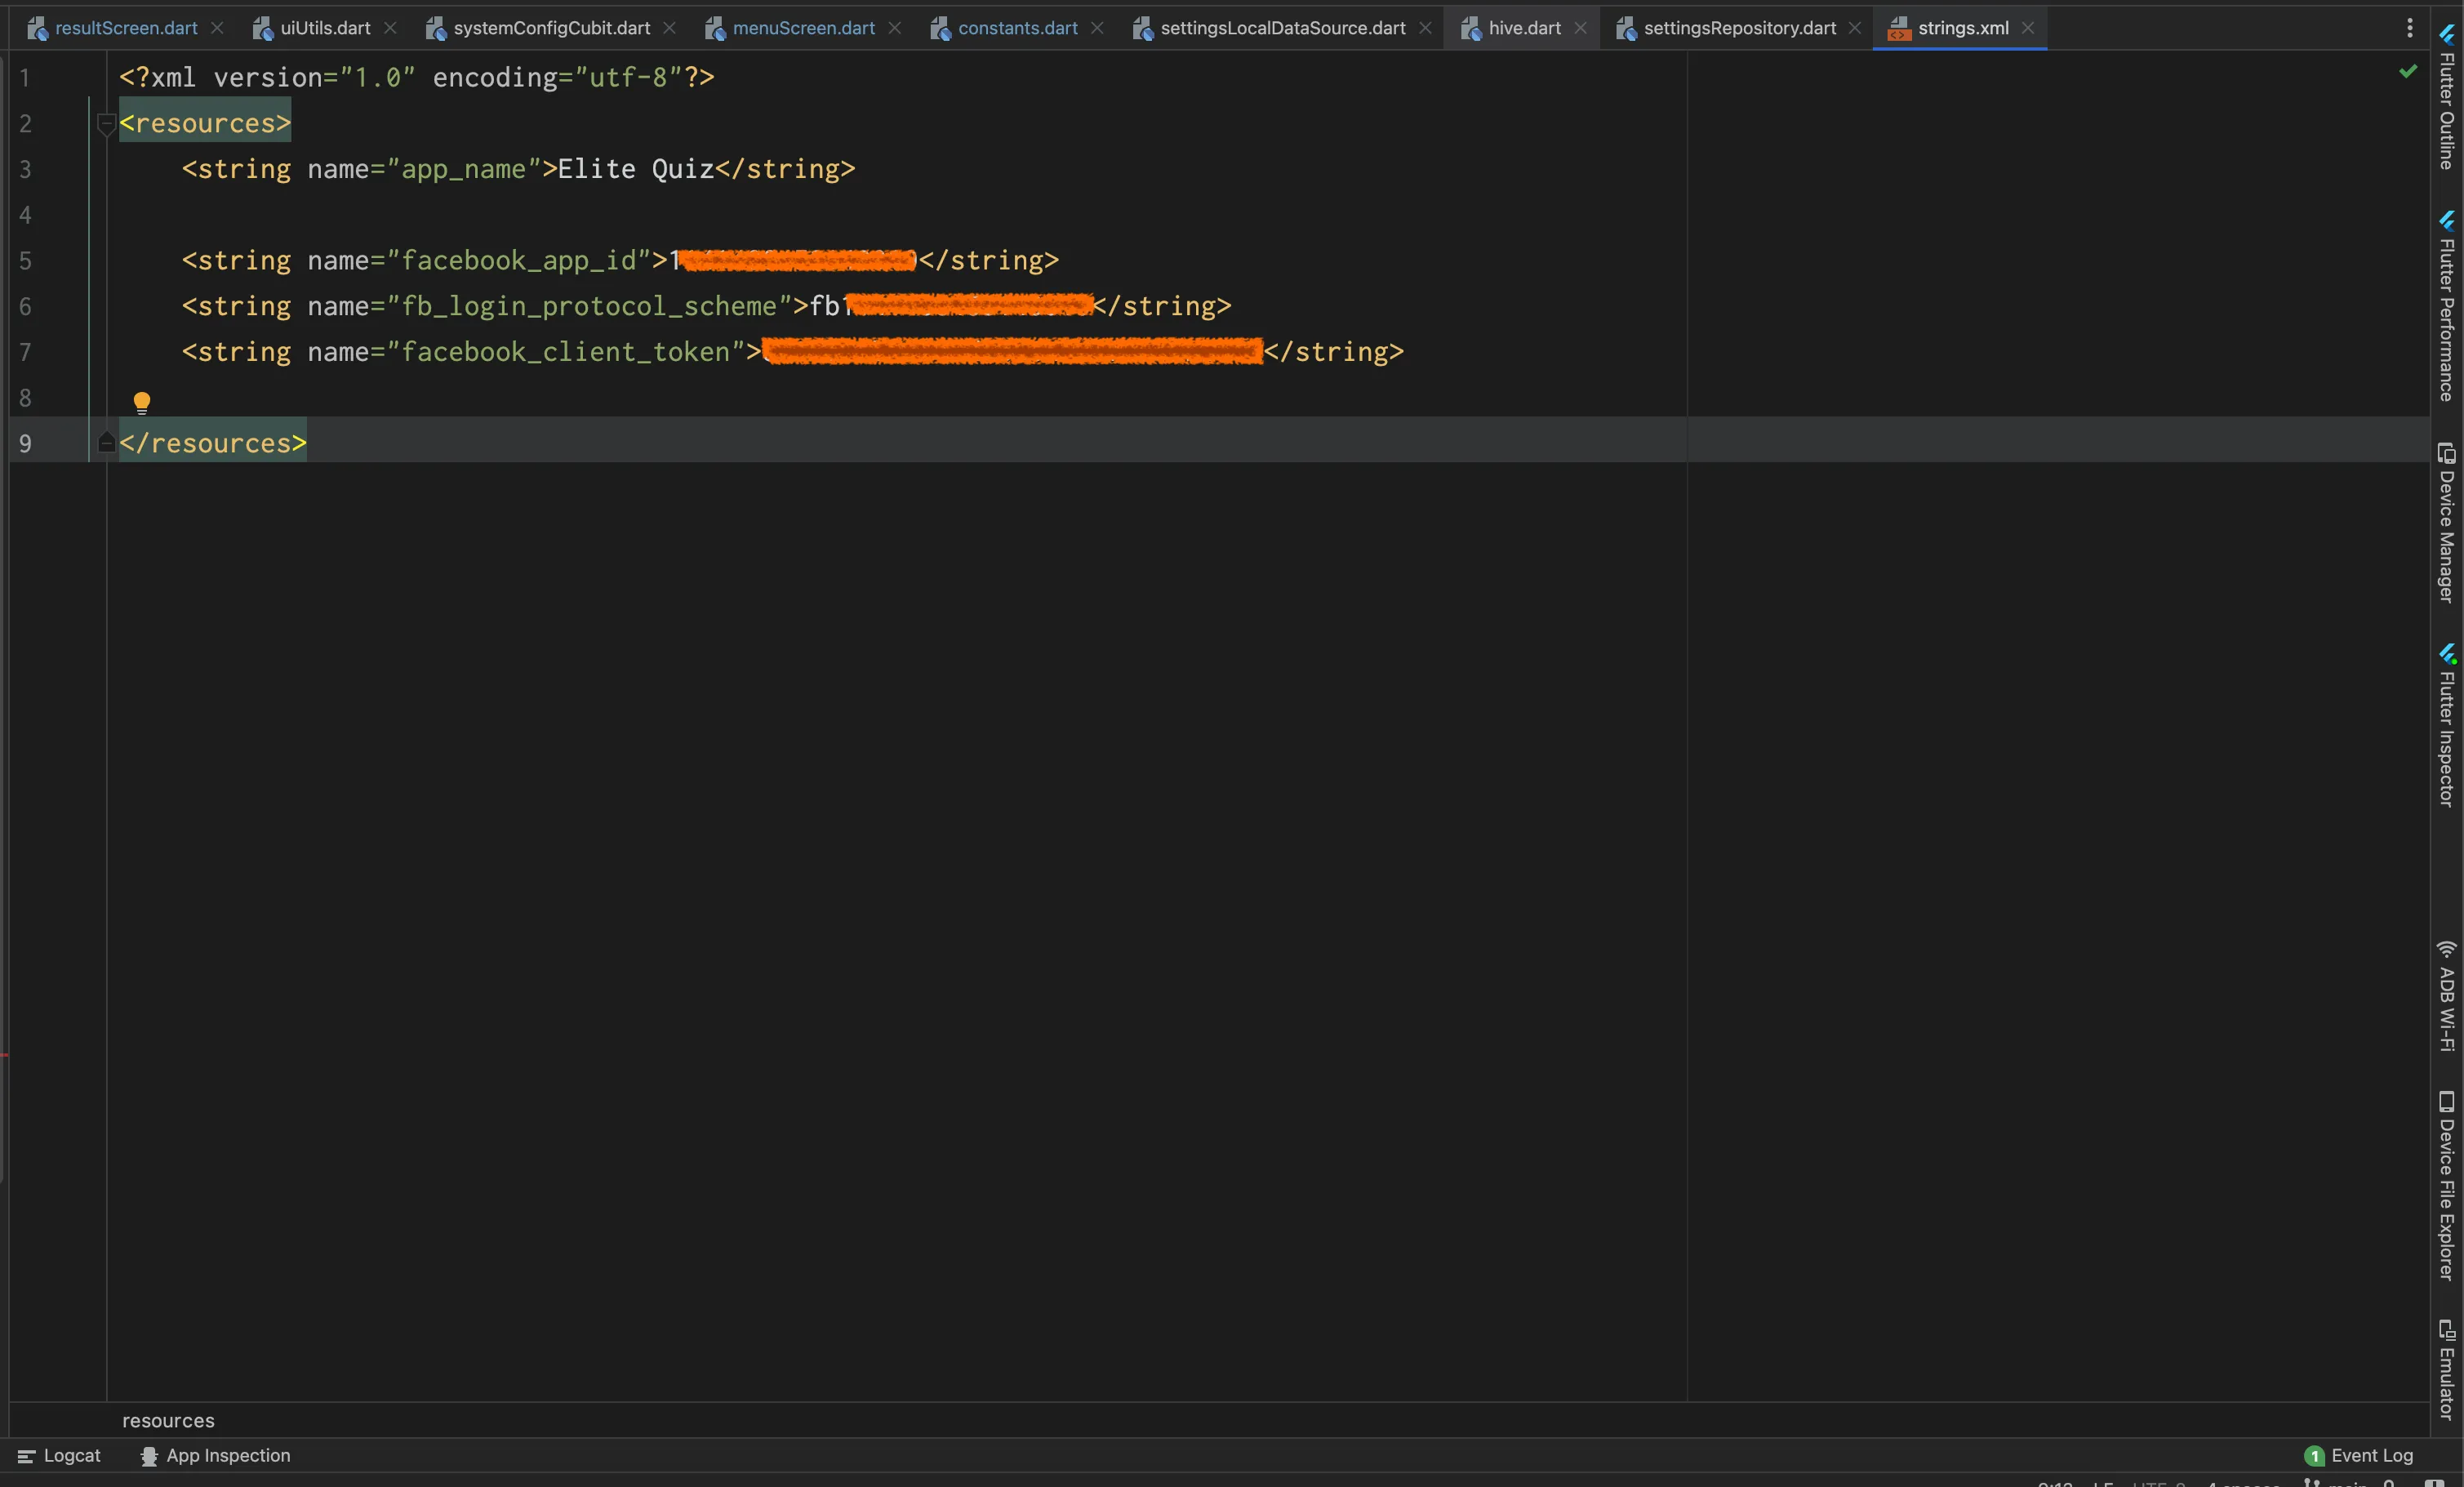 resultScreen.dart uiUtils.dart systemConfigCubit.dart menuScreen.dart constants.dart settingsLocalDataSource.dart hive.dart settingsRepository.dart strings.xml
1 <?xml version="1.0" encoding="utf-8"?>
2 <resources>
3 <string name="app_name">Elite Quiz</string>
4
5 <string name="facebook_app_id">1</string>
6 <string name="fb_login_protocol_scheme">fb1</string>
7 <string name="facebook_client_token"></string>
8
9 </resources>
Flutter Outline
Flutter Performance
Device Manager
Flutter Inspector
ADB Wi-Fi
Device File Explorer
Emulator
resources
Logcat App Inspection 1 Event Log